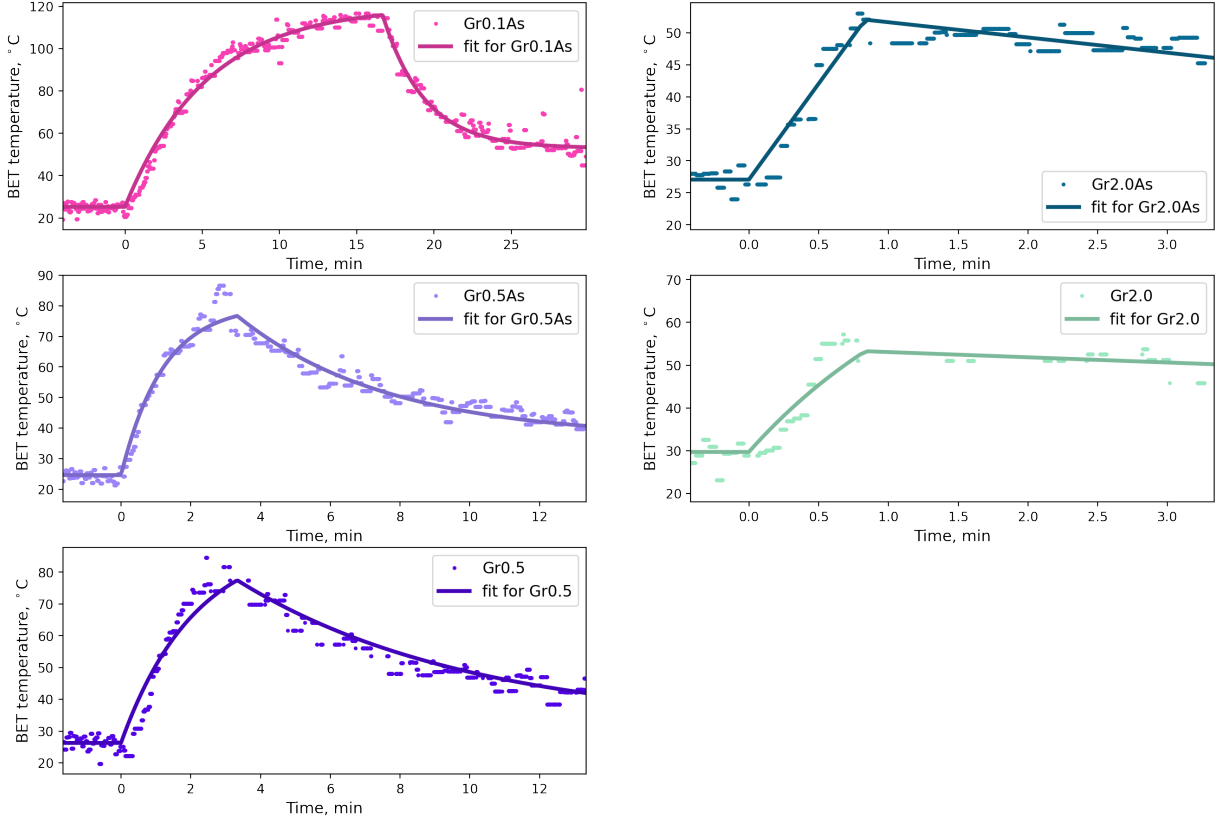 BET temperature, °C
120
100
80
60
40
20
Gr0.1As
fit for Gr0.1As
0 5 10 15 20 25
Time, min
BET temperature, °C
50
45
40
35
30
25
20
Gr2.0As
fit for Gr2.0As
0.0 0.5 1.0 1.5 2.0 2.5 3.0
Time, min
BET temperature, °C
90
80
70
60
50
40
30
20
Gr0.5As
fit for Gr0.5As
0 2 4 6 8 10 12
Time, min
BET temperature, °C
70
60
50
40
30
20
Gr2.0
fit for Gr2.0
0.0 0.5 1.0 1.5 2.0 2.5 3.0
Time, min
BET temperature, °C
80
70
60
50
40
30
20
Gr0.5
fit for Gr0.5
0 2 4 6 8 10 12
Time, min